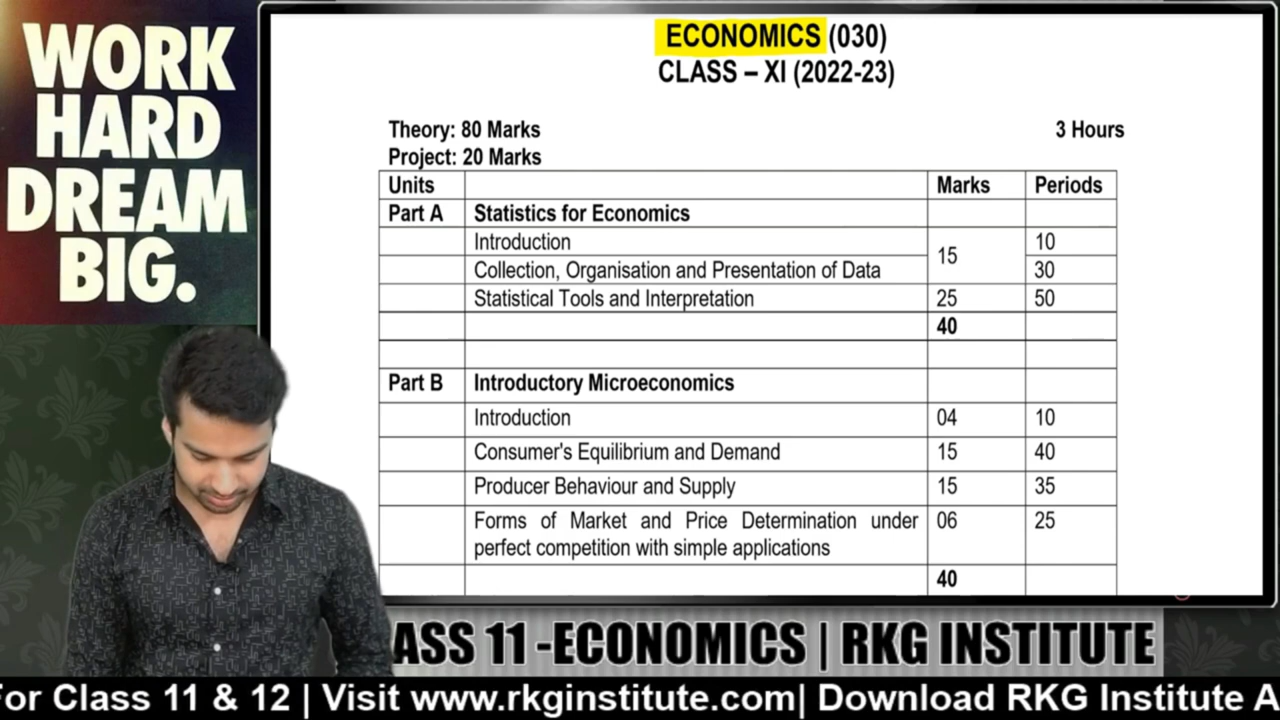 WORK
HARD
DREAM
BIG.
ECONOMICS (030)
CLASS – XI (2022-23)
Theory: 80 Marks 3 Hours
Project: 20 Marks
Units Marks Periods
Part A Statistics for Economics
Introduction 15 10
Collection, Organisation and Presentation of Data 30
Statistical Tools and Interpretation 25 50
40
Part B Introductory Microeconomics
Introduction 04 10
Consumer's Equilibrium and Demand 15 40
Producer Behaviour and Supply 15 35
Forms of Market and Price Determination under 06 25
perfect competition with simple applications
40
ASS 11 -ECONOMICS | RKG INSTITUTE
For Class 11 & 12 | Visit www.rkginstitute.com| Download RKG Institute A